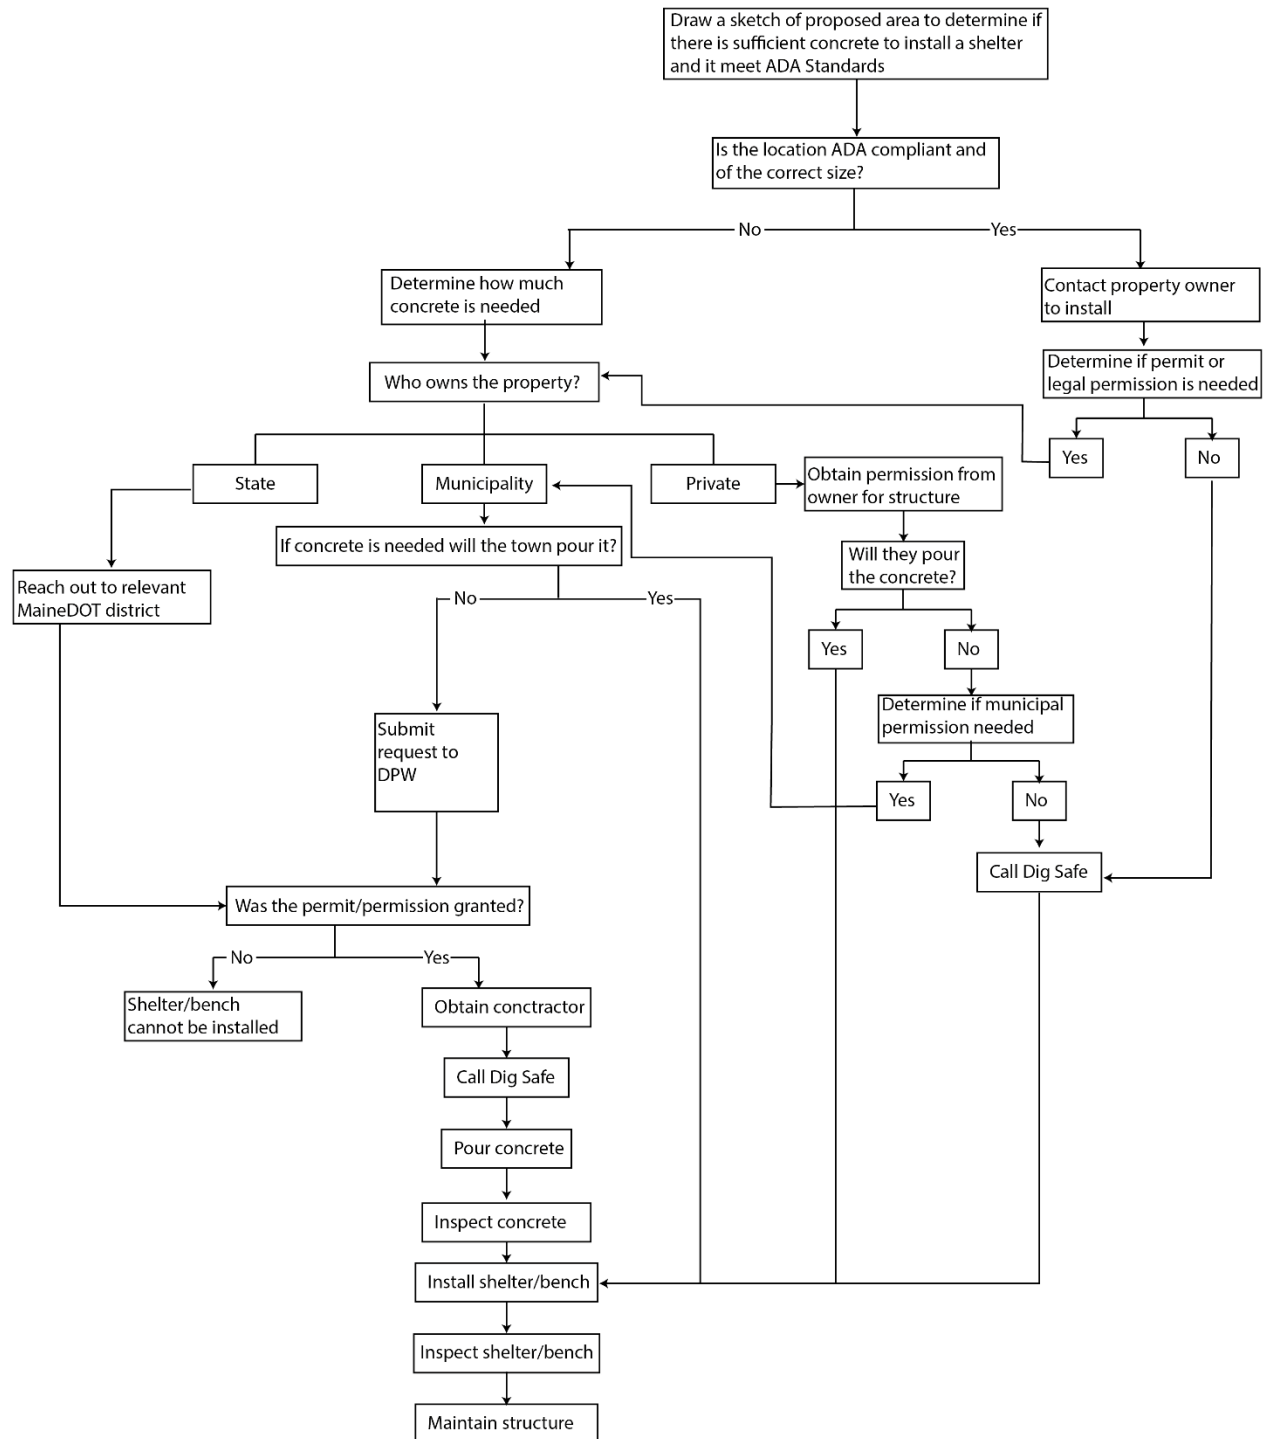 Draw a sketch of proposed area to determine if
there is sufficient concrete to install a shelter
and it meet ADA Standards
Is the location ADA compliant and
of the correct size?
No
Yes
Determine how much
concrete is needed
Contact property owner
to install
Who owns the property?
Determine if permit or
legal permission is needed
Yes
No
State
Municipality
Private
Obtain permission from
owner for structure
If concrete is needed will the town pour it?
Will they pour
the concrete?
Reach out to relevant
MaineDOT district
No
Yes
Yes
No
Determine if municipal
permission needed
Submit
request to
DPW
Yes
No
Call Dig Safe
Was the permit/permission granted?
No
Yes
Shelter/bench
cannot be installed
Obtain conctractor
Call Dig Safe
Pour concrete
Inspect concrete
Install shelter/bench
Inspect shelter/bench
Maintain structure